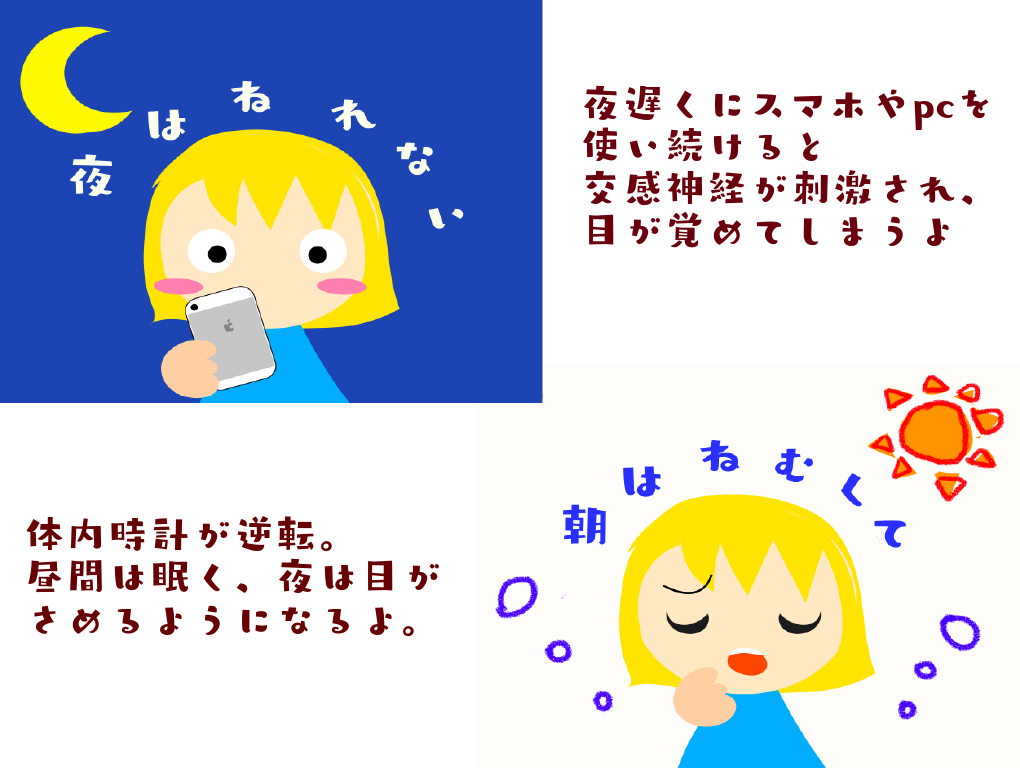 夜はねれない
夜遅くにスマホやpcを
使い続けると
交感神経が刺激され、
目が覚めてしまうよ
朝はねむくて
体内時計が逆転。
昼間は眠く、夜は目が
さめるようになるよ。